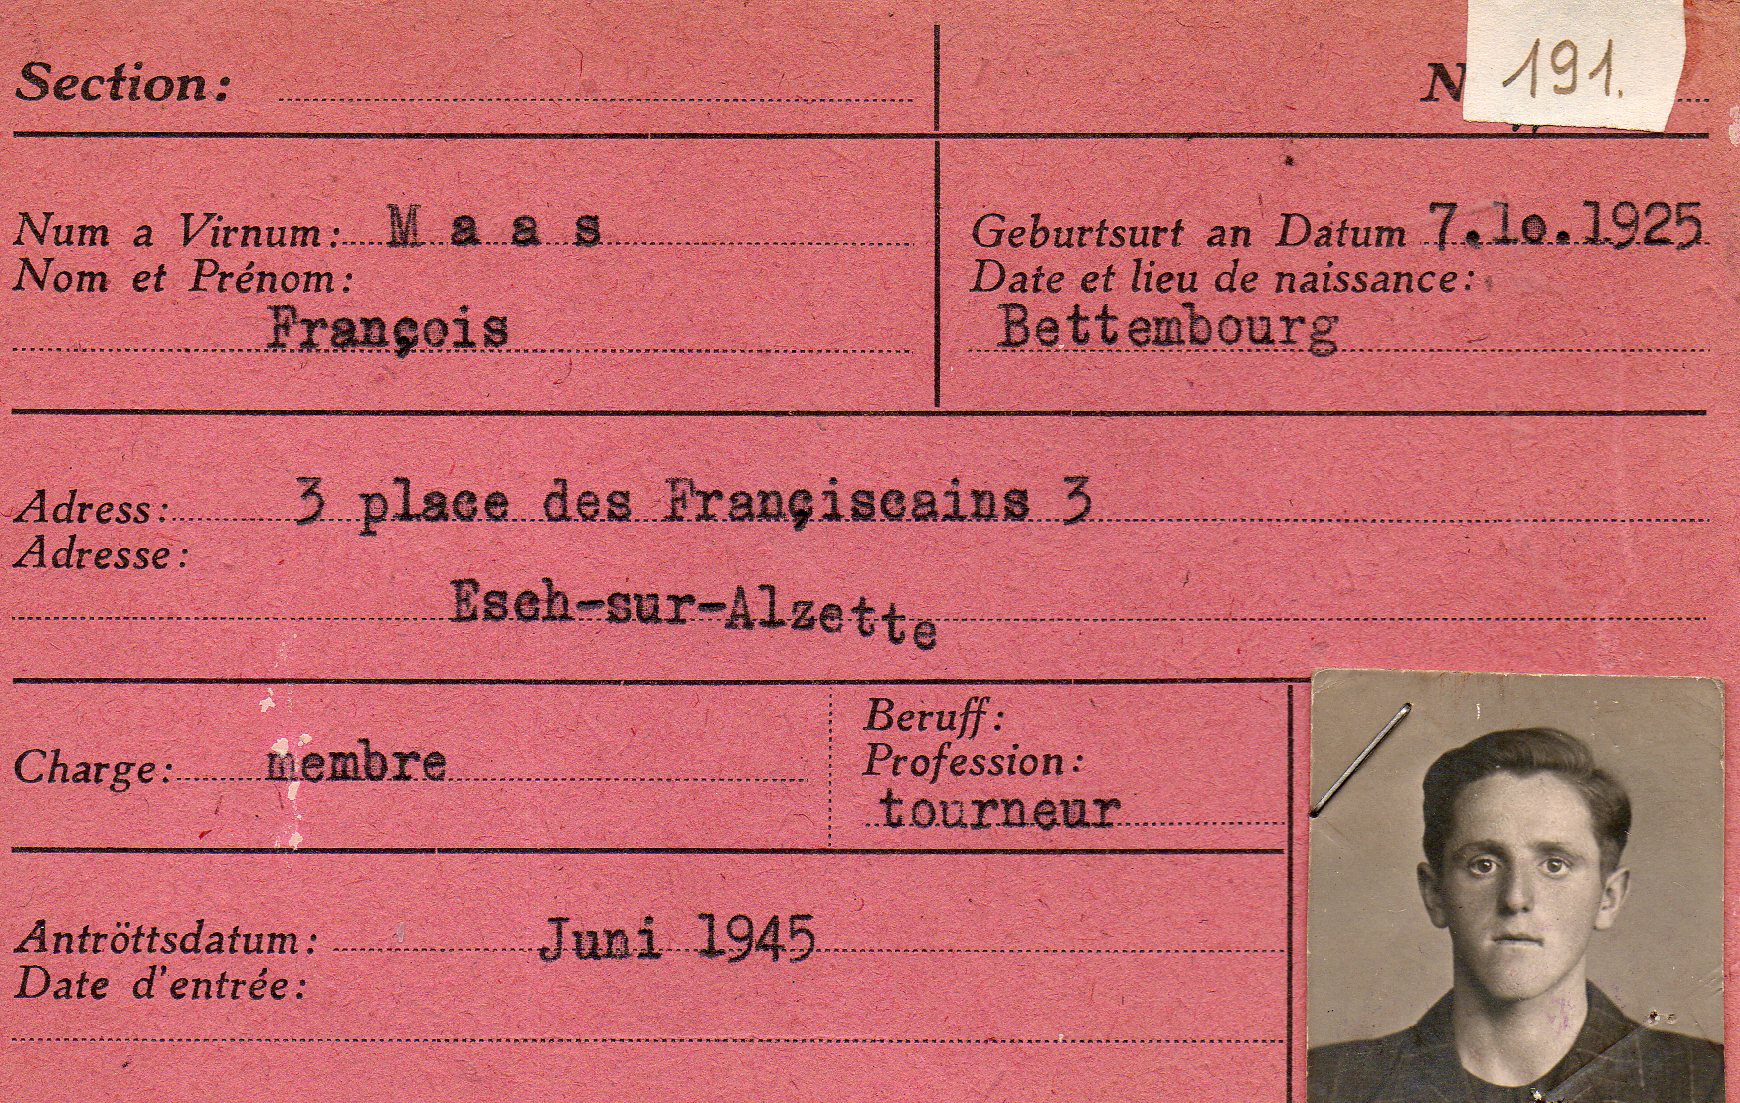 Section:
N 191.
Num a Virnum: Maas
Nom et Prénom:
François
Geburtsurt an Datum 7.10.1925
Date et lieu de naissance:
Bettembourg
Adress: 3 place des Françiscains 3
Adresse:
Esch-sur-Alzette
Charge: membre
Beruff:
Profession:
tourneur
Antröttsdatum: Juni 1945
Date d'entrée: